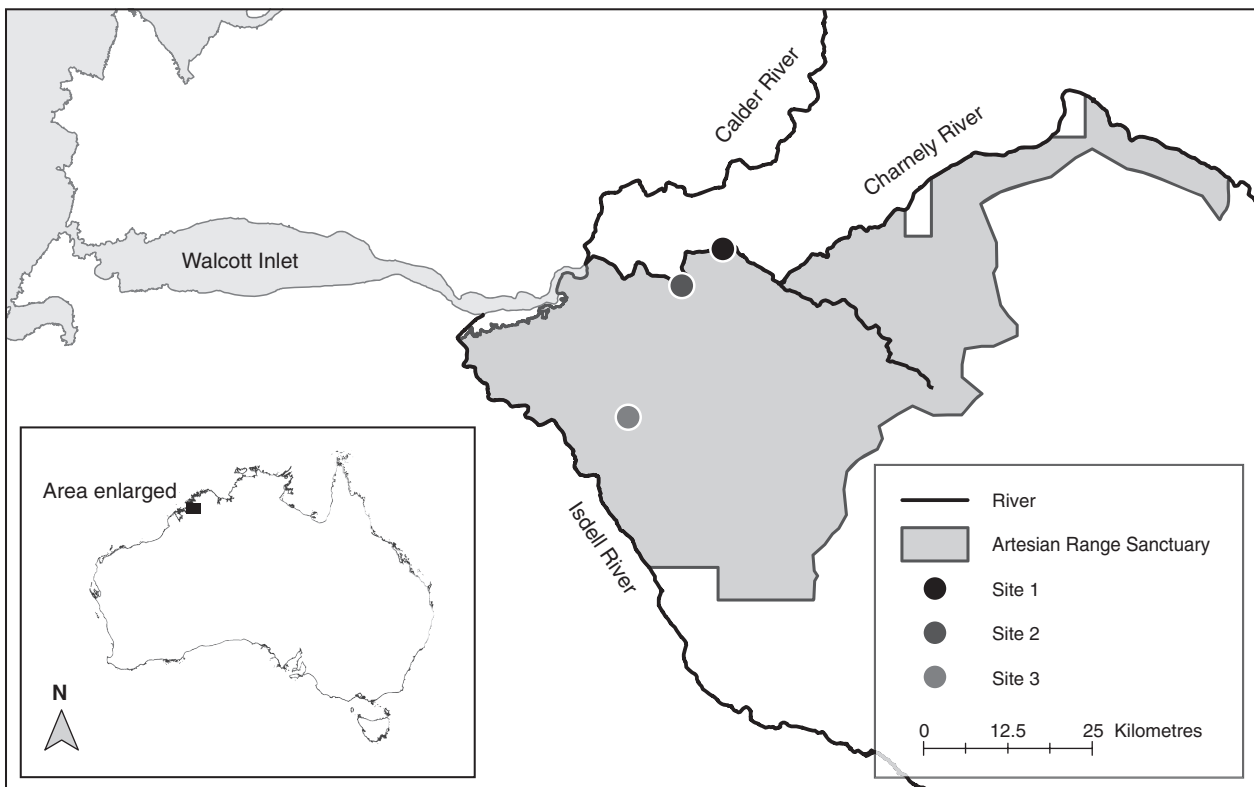 Calder River
Charnely River
Walcott Inlet
Isdell River
Area enlarged
N
River
Artesian Range Sanctuary
Site 1
Site 2
Site 3
0 12.5 25 Kilometres